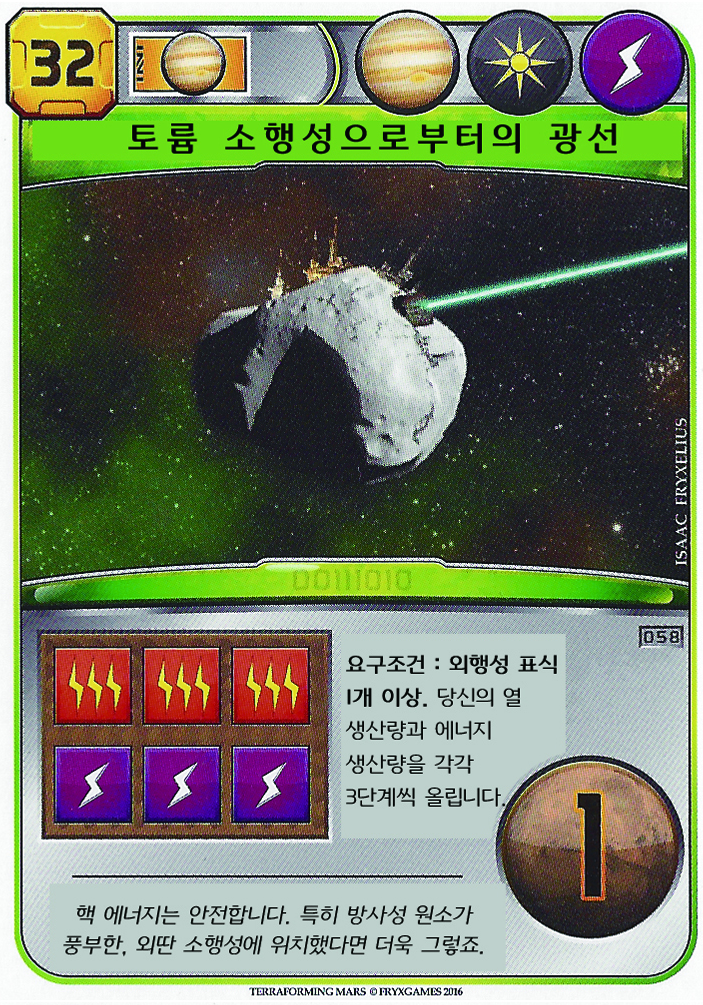 32
토륨 소행성으로부터의 광선
ISAAC FRYXELIUS
00111010
058
요구조건 : 외행성 표식
1개 이상. 당신의 열
생산량과 에너지
생산량을 각각
3단계씩 올립니다.
1
핵 에너지는 안전합니다. 특히 방사성 원소가
풍부한, 외딴 소행성에 위치했다면 더욱 그렇죠.
TERRAFORMING MARS © FRYXGAMES 2016